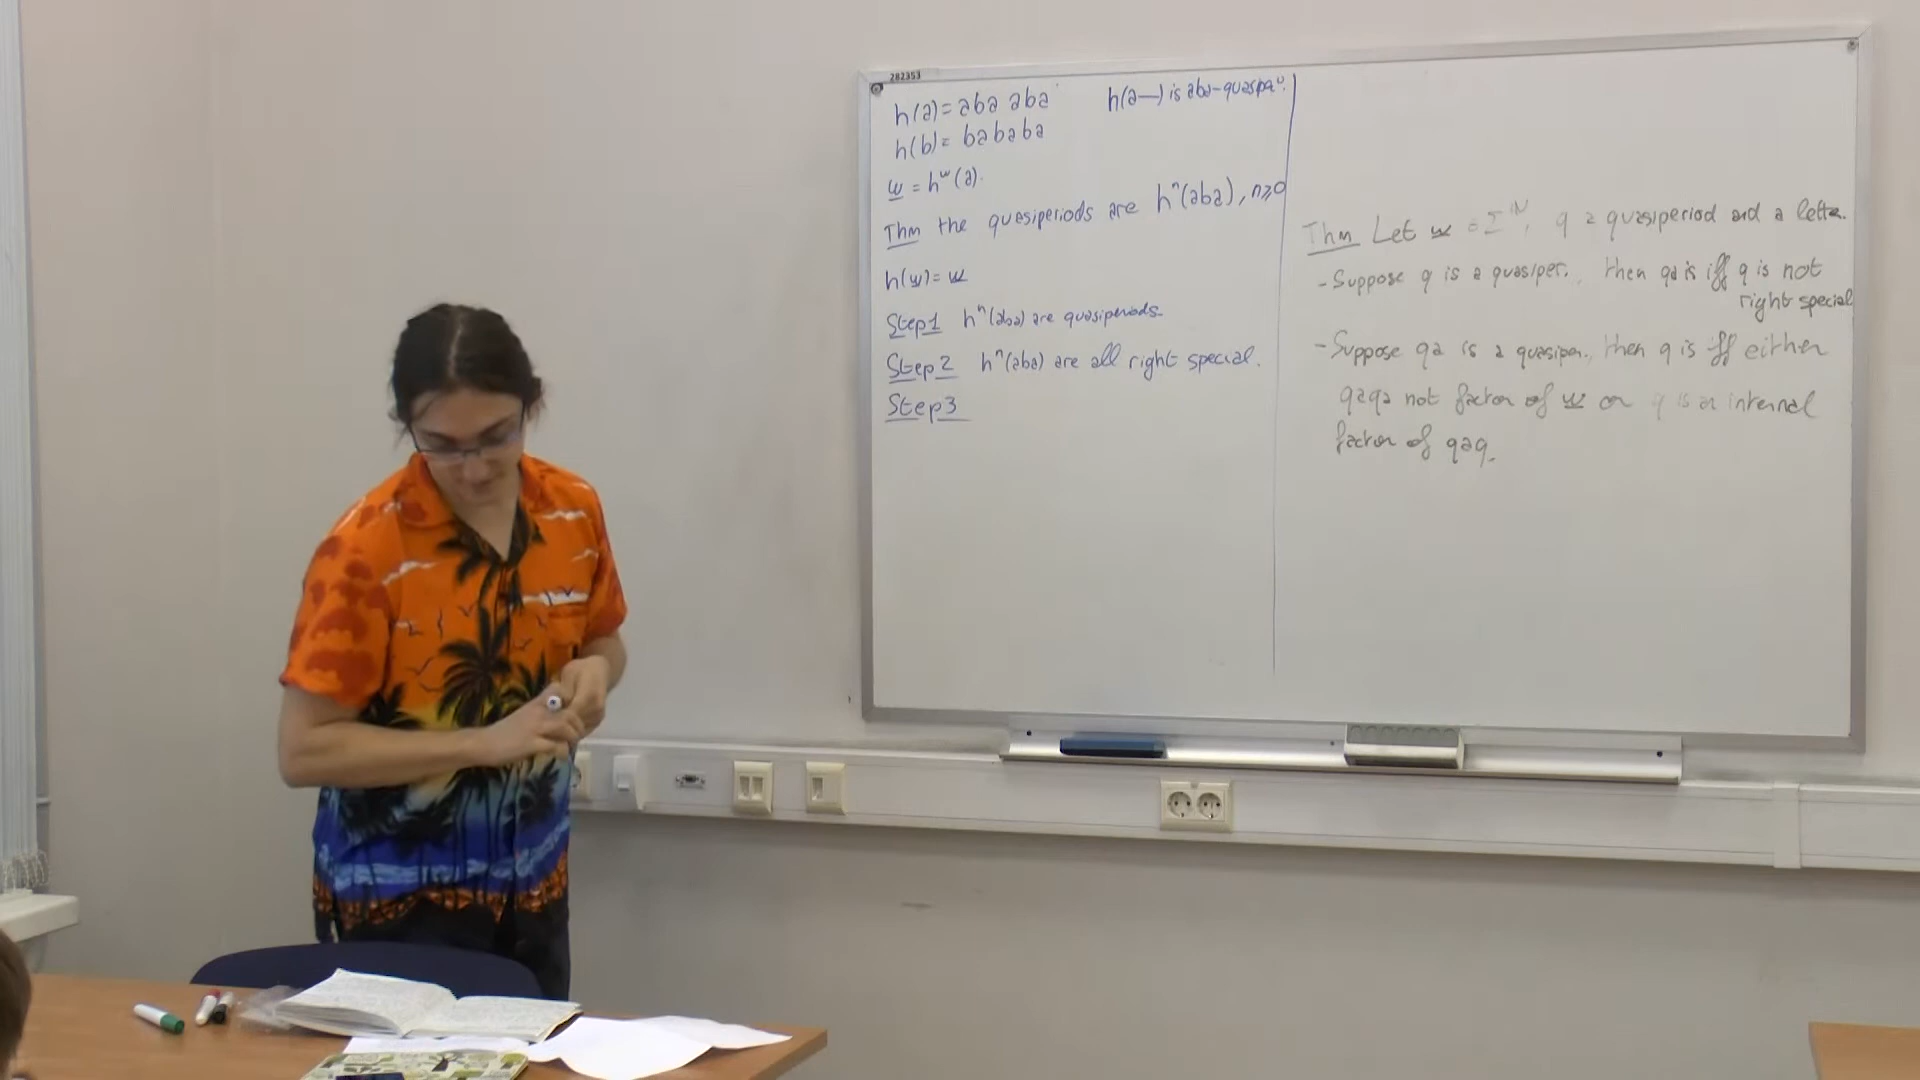 282353
h(a) = aba aba h(a—) is aba-quasip
h(b) = bababa
w = h^ω(a).
Thm the quasiperiods are h^n(aba), n≥0
h(w) = w
Step1 h^n(aba) are quasiperiods.
Step2 h^n(aba) are all right special.
Step3
Thm Let w ∈ Σ^ℕ, q a quasiperiod and a letter.
- Suppose q is a quasiper. , then qa is iff q is not
right special
- Suppose qa is a quasiper., then q is iff either
qaqa not factor of w or q is an internal
factor of qaq.